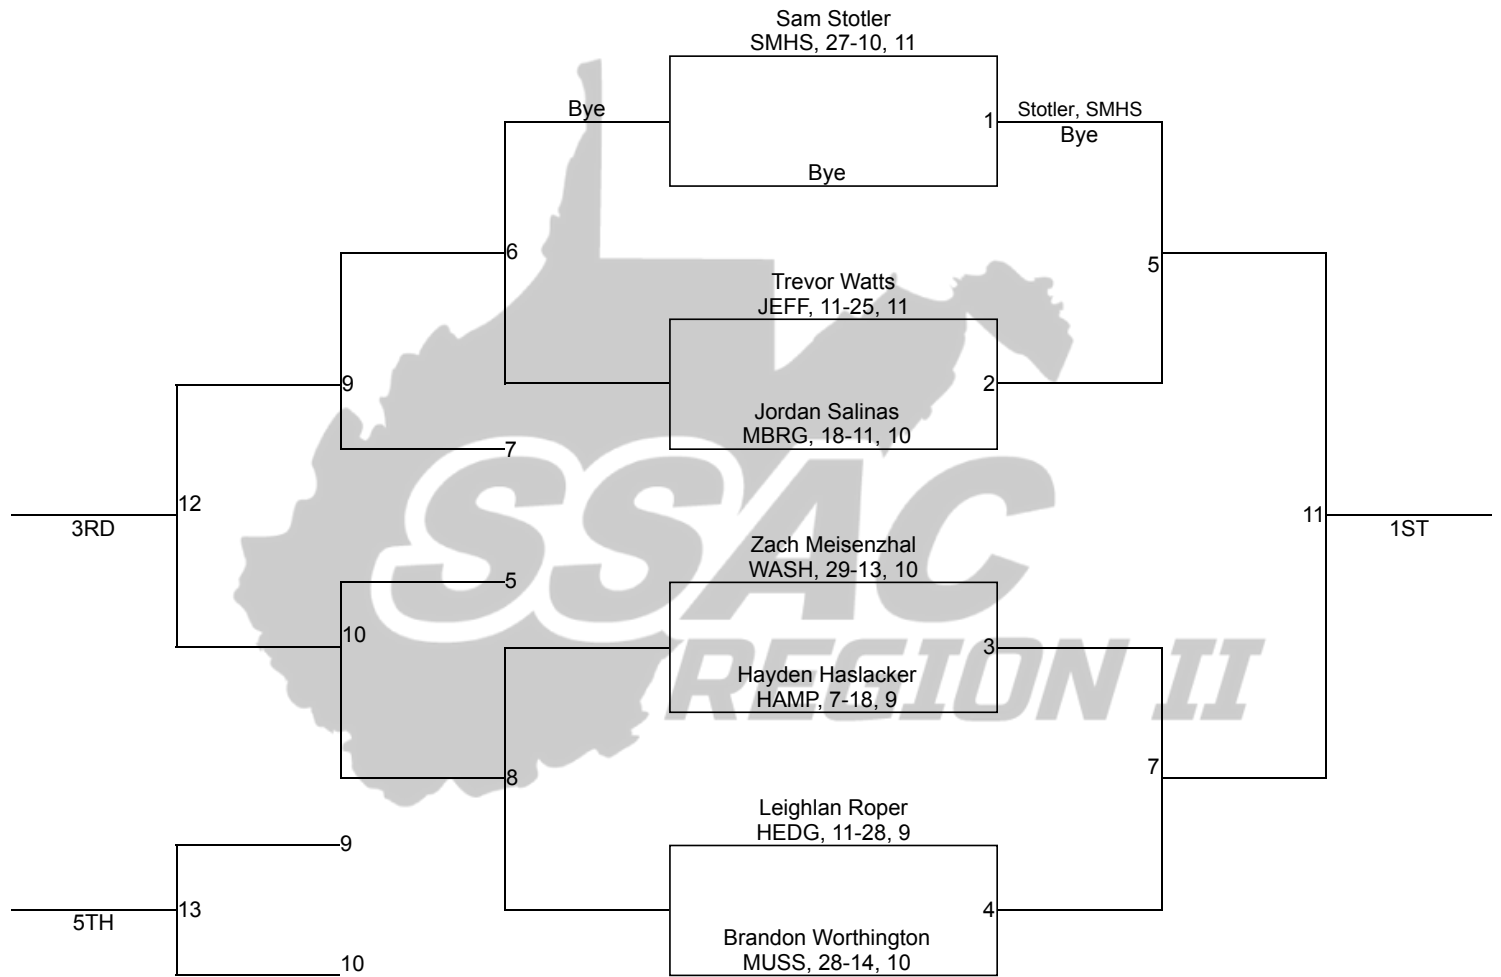 Sam Stotler
SMHS, 27-10, 11
Bye
1
Stotler, SMHS
Bye
Bye
6
5
Trevor Watts
JEFF, 11-25, 11
9
2
Jordan Salinas
MBRG, 18-11, 10
7
12
3RD
11
1ST
SSAC
Zach Meisenzhal
WASH, 29-13, 10
5
10
3
REGION II
Hayden Haslacker
HAMP, 7-18, 9
8
7
Leighlan Roper
HEDG, 11-28, 9
9
13
5TH
4
Brandon Worthington
MUSS, 28-14, 10
10